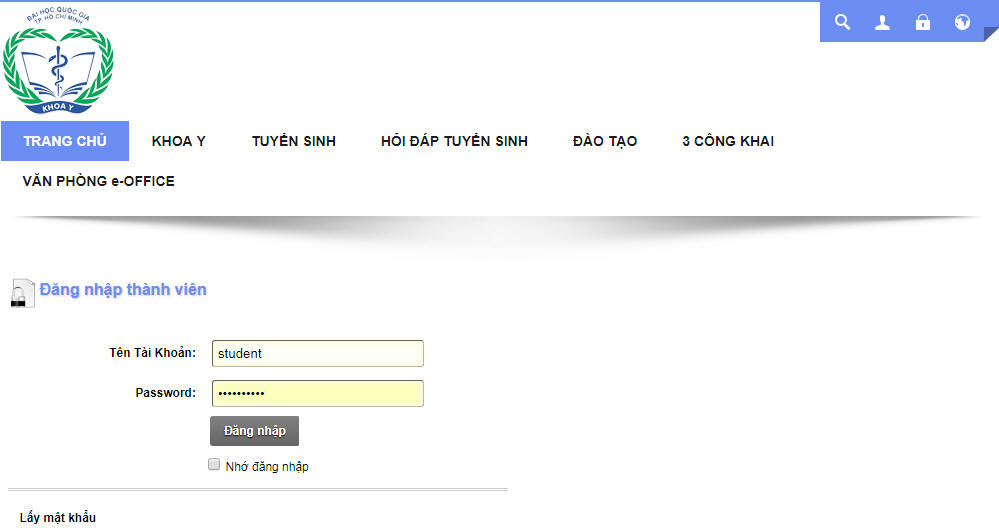 ĐẠI HỌC QUỐC GIA
TP. HỒ CHÍ MINH
KHOA Y
TRANG CHỦ KHOA Y TUYỂN SINH HỎI ĐÁP TUYỂN SINH ĐÀO TẠO 3 CÔNG KHAI
VĂN PHÒNG e-OFFICE
Đăng nhập thành viên
Tên Tài Khoản: student
Password: ••••••••••
Đăng nhập
Nhớ đăng nhập
Lấy mật khẩu